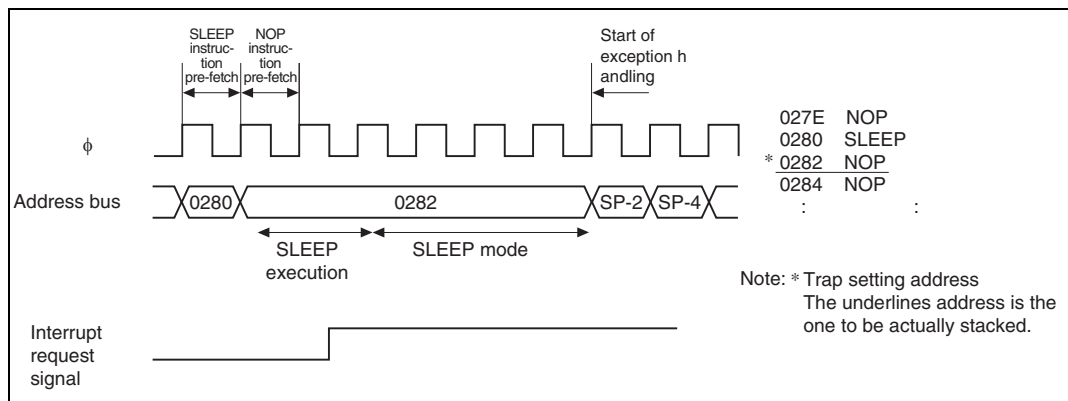 SLEEP
instruc-
tion
pre-fetch
NOP
instruc-
tion
pre-fetch
Start of
exception h
andling
027E NOP
0280 SLEEP
* 0282 NOP
0284 NOP
: :
ϕ
Address bus
0280
0282
SP-2
SP-4
SLEEP
execution
SLEEP mode
Note: * Trap setting address
The underlines address is the
one to be actually stacked.
Interrupt
request
signal